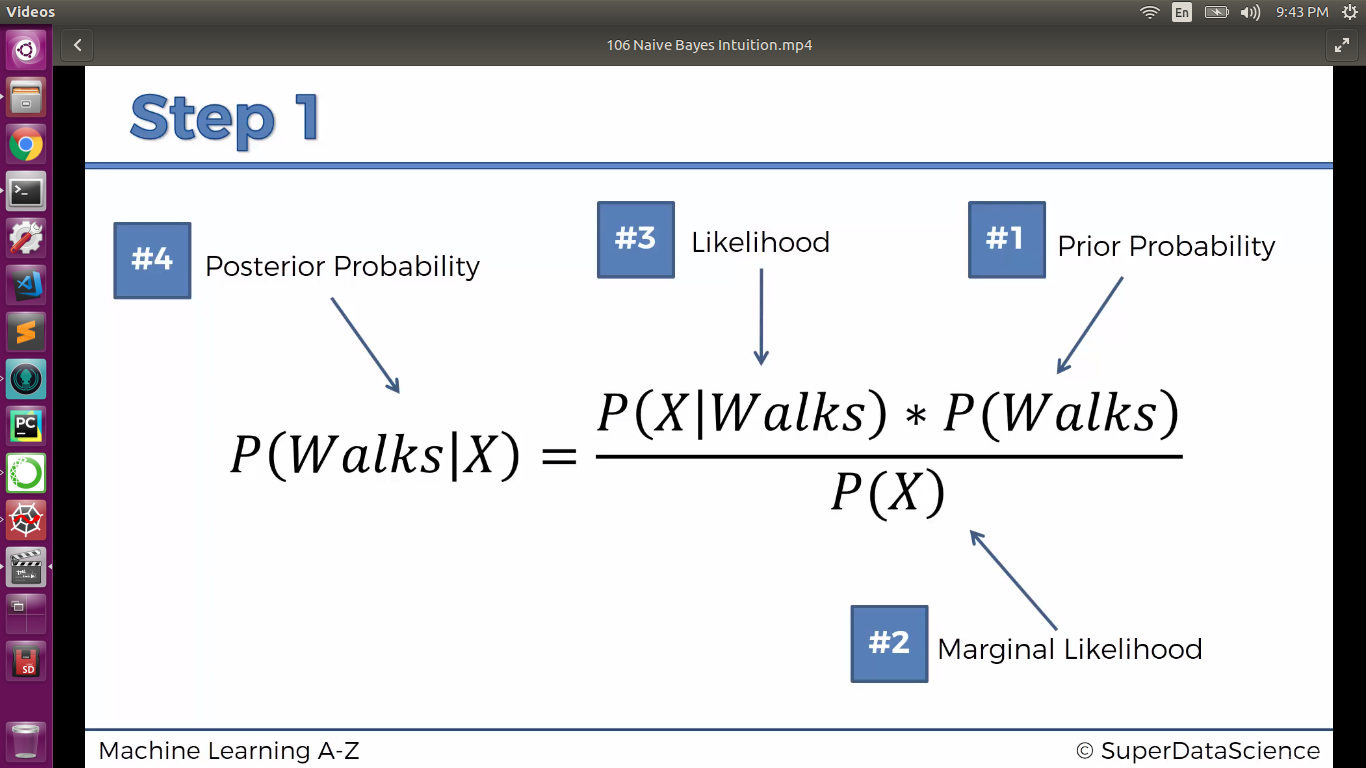 Videos
En
9:43 PM
106 Naive Bayes Intuition.mp4
Step 1
#4 Posterior Probability
#3 Likelihood
#1 Prior Probability
P(Walks|X) = P(X|Walks) * P(Walks)
P(X)
#2 Marginal Likelihood
Machine Learning A-Z
© SuperDataScience
>_
PC
SD